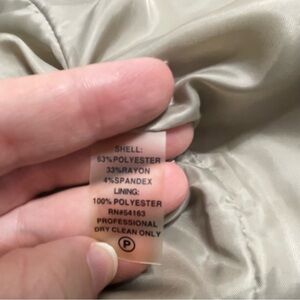 SHELL:
63%POLYESTER
33%RAYON
4%SPANDEX
LINING:
100% POLYESTER
RN#54163
PROFESSIONAL
DRY CLEAN ONLY
P